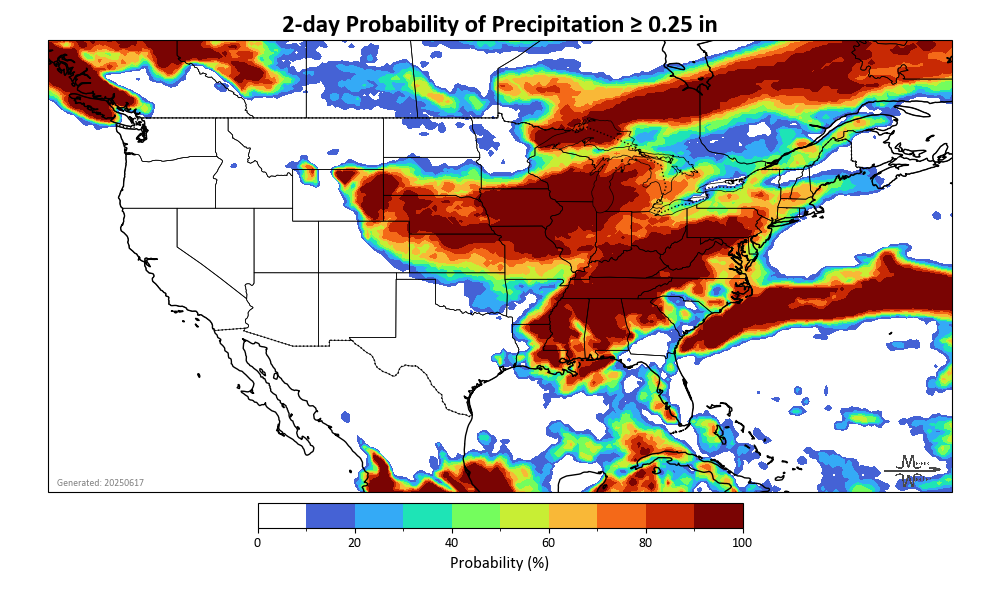 2-day Probability of Precipitation ≥ 0.25 in
Generated: 20250617
0 20 40 60 80 100
Probability (%)